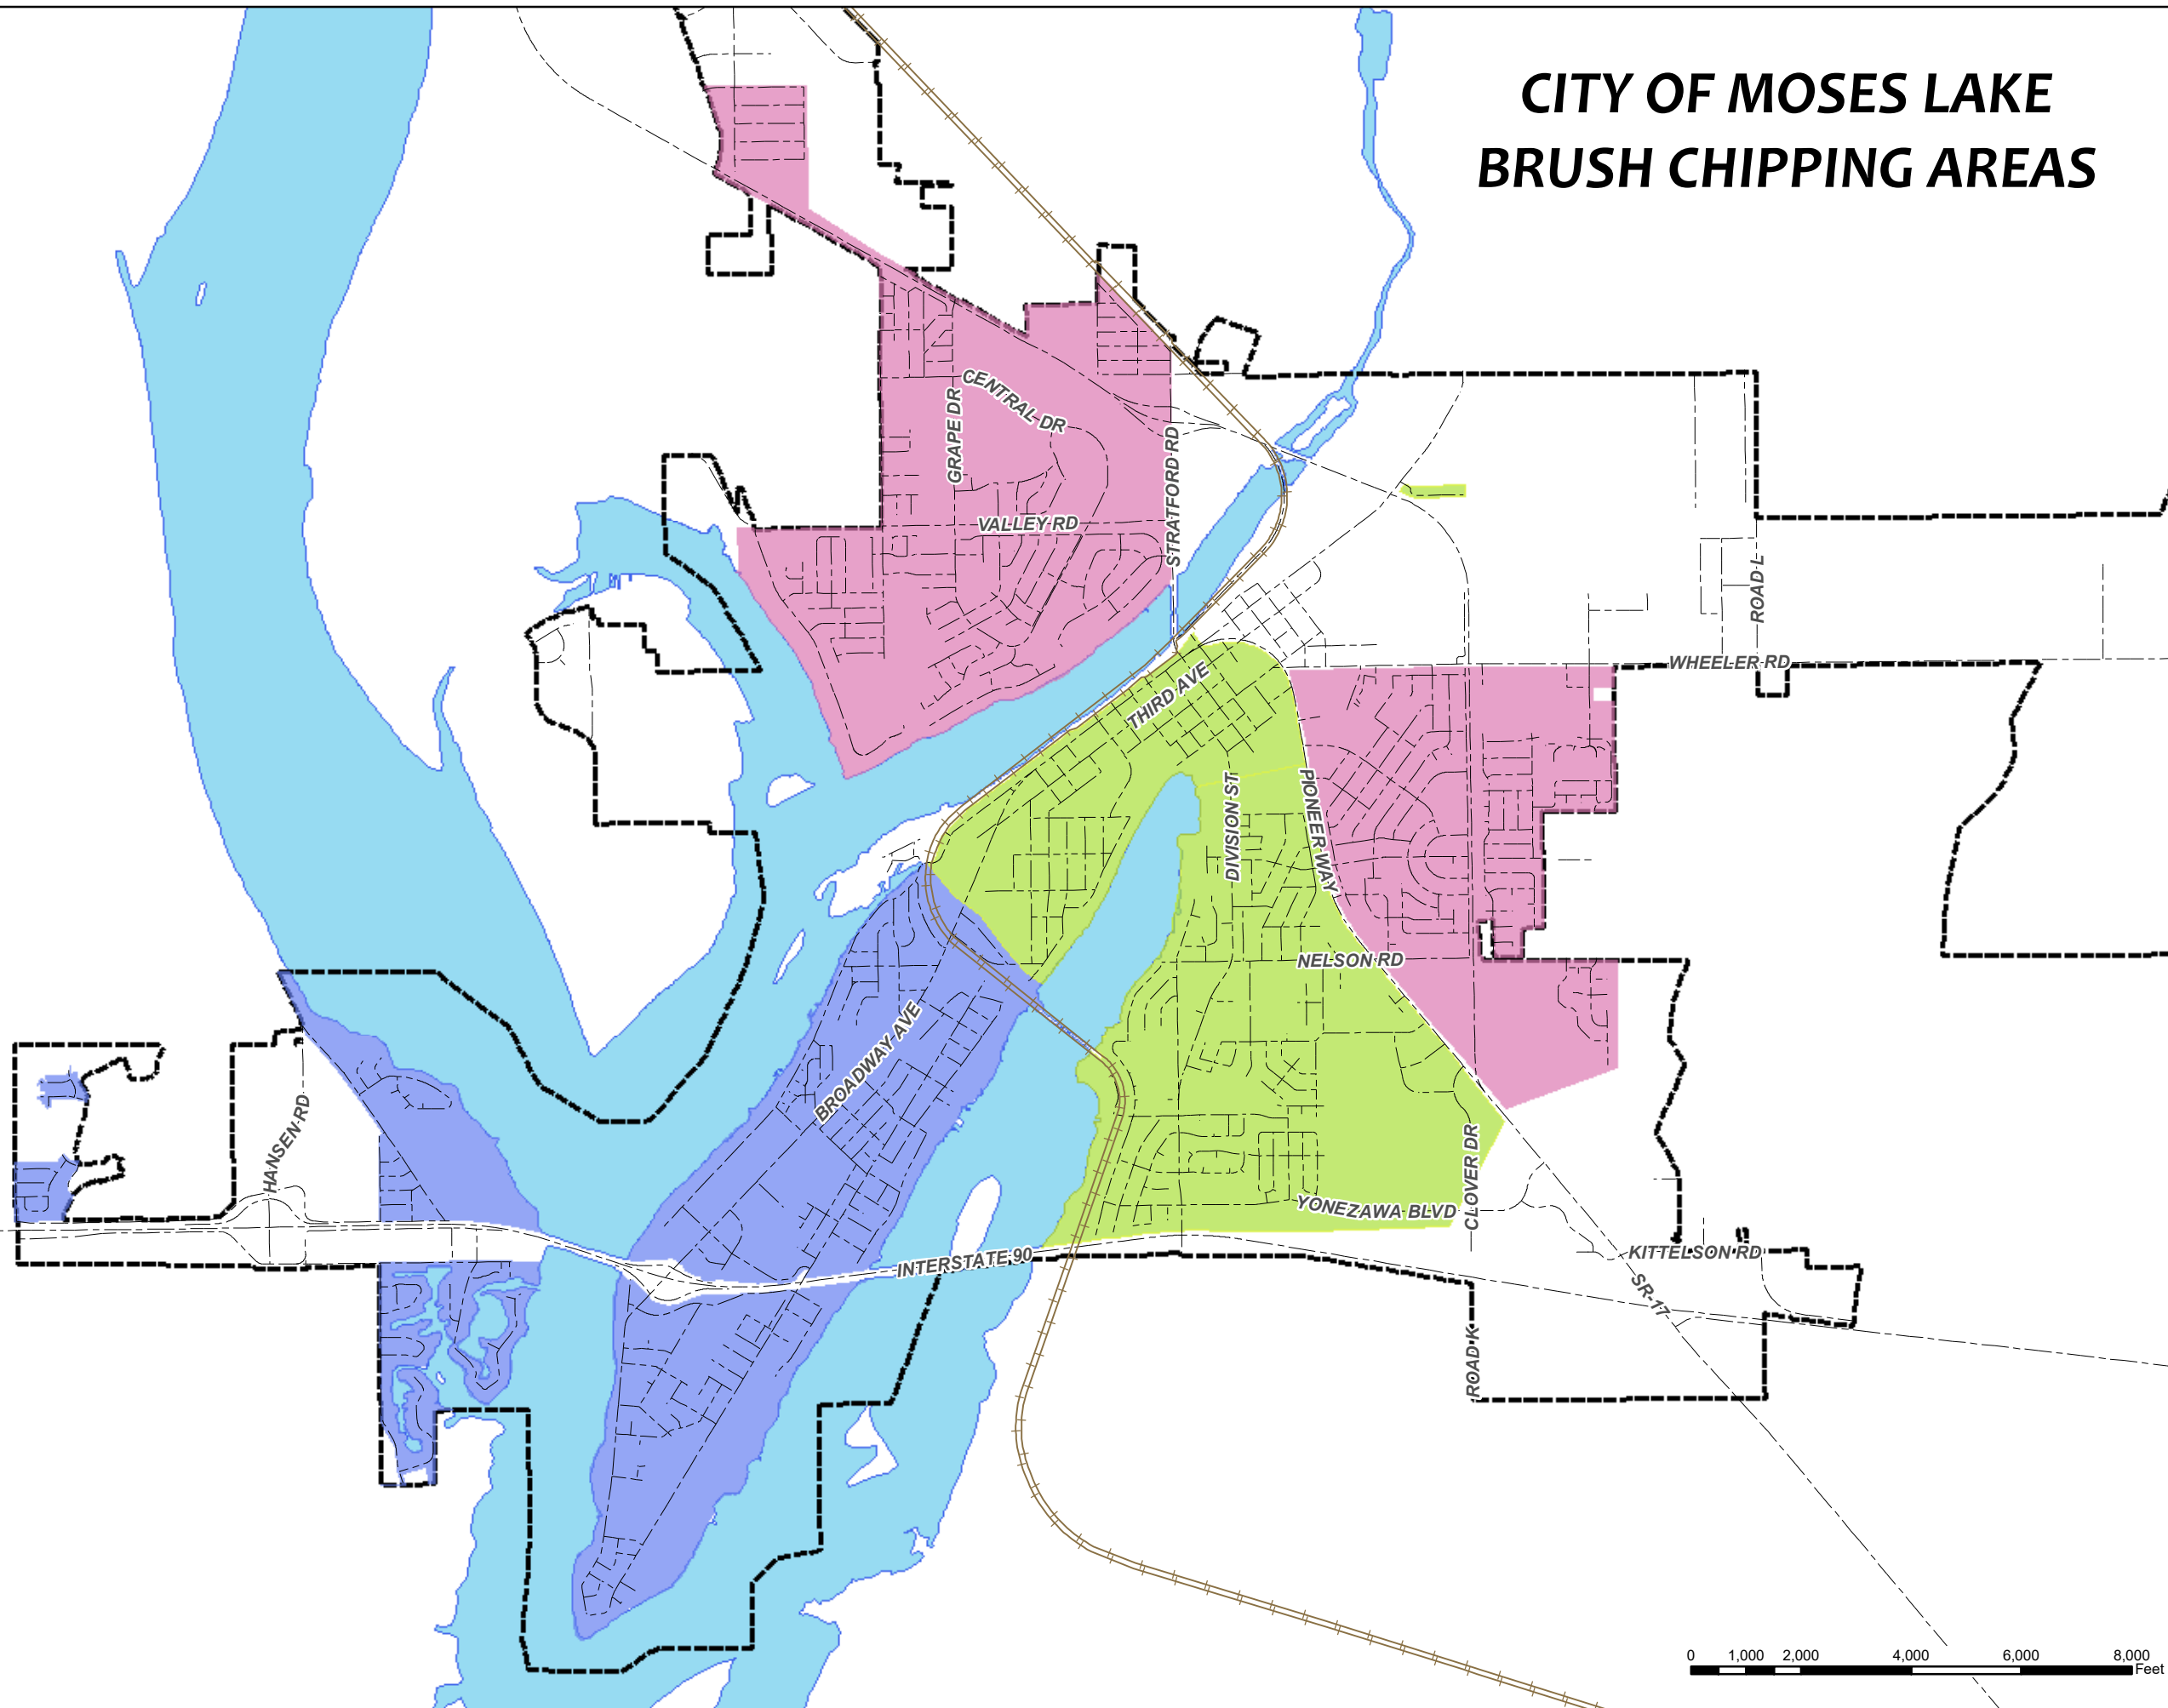 CITY OF MOSES LAKE
BRUSH CHIPPING AREAS
CENTRAL DR
GRAPE DR
STRATFORD RD
VALLEY RD
ROAD L
WHEELER RD
THIRD AVE
DIVISION ST
PIONEER WAY
NELSON RD
BROADWAY AVE
HANSEN RD
CLOVER DR
YONEZAWA BLVD
INTERSTATE 90
KITTELSON RD
SR-17
ROAD K
0 1,000 2,000 4,000 6,000 8,000
Feet